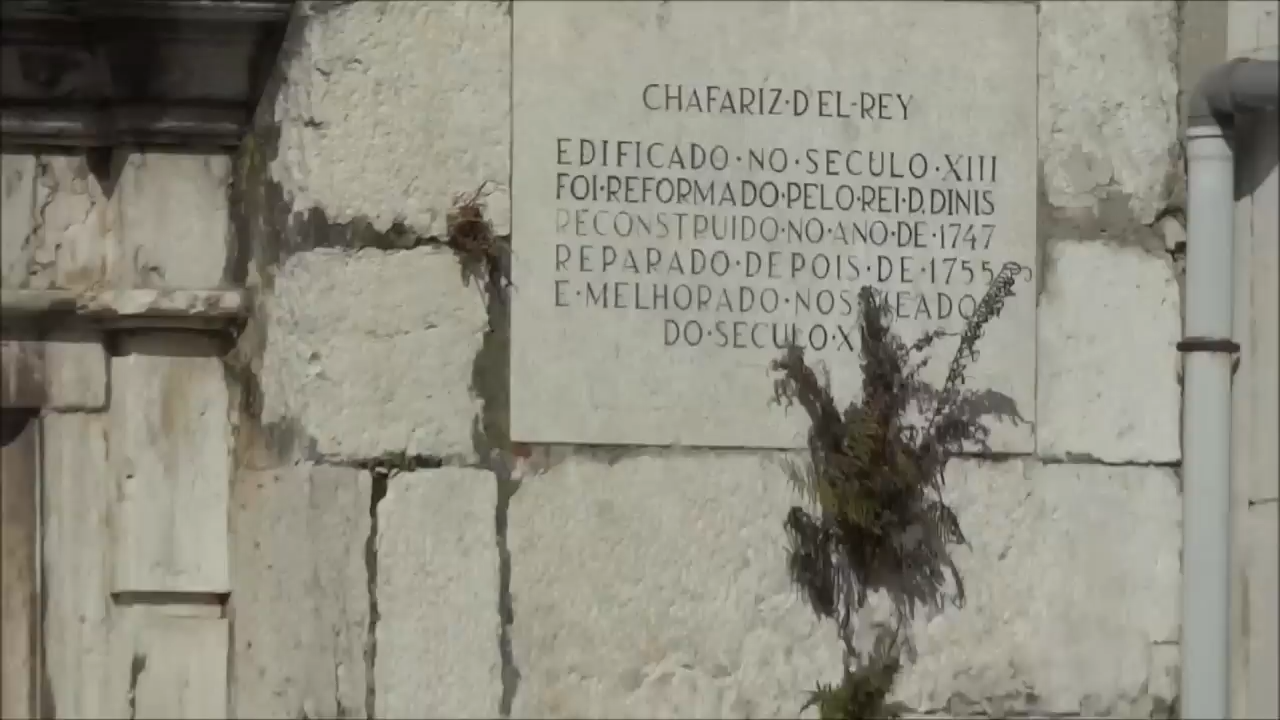 CHAFARÍZ·D'EL-REY
EDIFICADO·NO·SECULO·XIII
FOI·REFORMADO·PELO·REI·D.DINIS
RECONSTRUIDO·NO·ANO·DE·1747
REPARADO·DEPOIS·DE·1755
E·MELHORADO·NOS
DO·SECULO